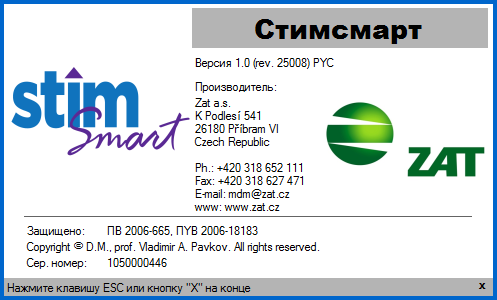 Стимсмарт
stim
Smart
Версия 1.0 (rev. 25008) РУС
Производитель:
Zat a.s.
K Podlesí 541
26180 Příbram VI
Czech Republic
ZAT
Ph.: +420 318 652 111
Fax: +420 318 627 471
E-mail: mdm@zat.cz
www: www.zat.cz
Защищено: ПВ 2006-665, ПУВ 2006-18183
Copyright © D.M., prof. Vladimir A. Pavkov. All rights reserved.
Сер. номер: 1050000446
Нажмите клавишу ESC или кнопку "X" на конце x